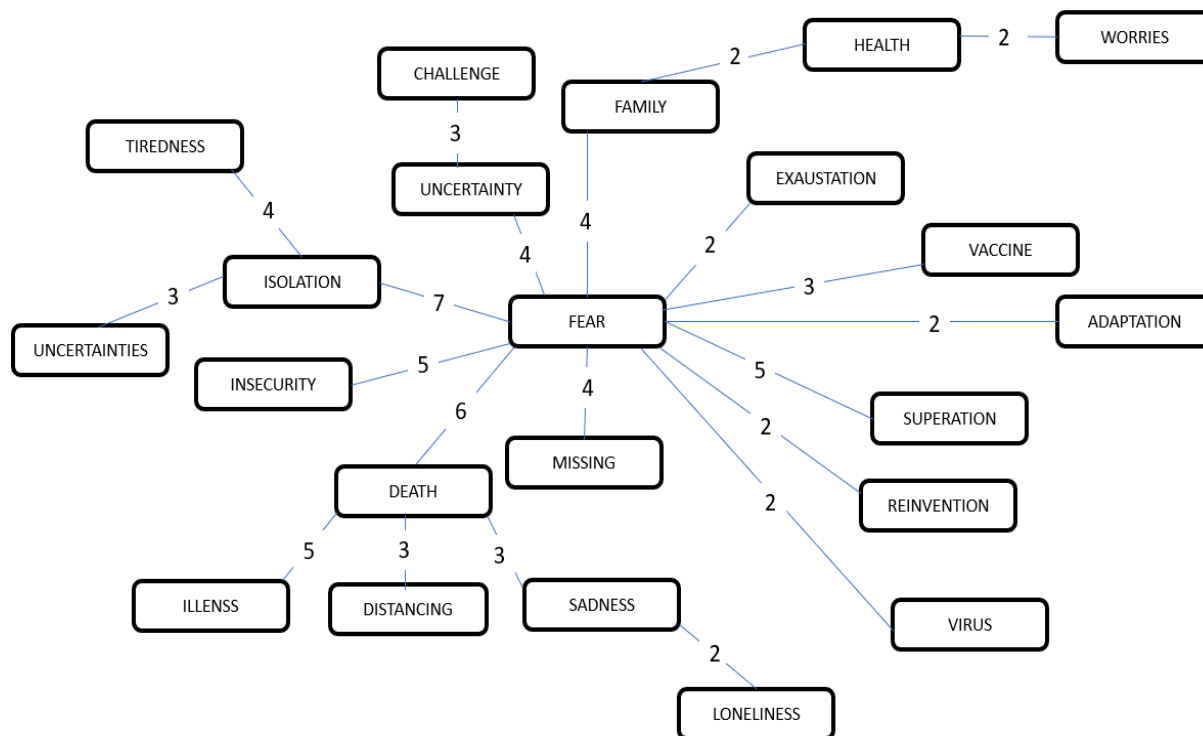 HEALTH
2
WORRIES
2
CHALLENGE
FAMILY
3
TIREDNESS
EXAUSTATION
UNCERTAINTY
4
4
2
VACCINE
4
ISOLATION
3
7
3
FEAR
2
ADAPTATION
UNCERTAINTIES
5
5
INSECURITY
4
6
SUPERATION
2
MISSING
DEATH
REINVENTION
2
5
3
3
ILLENSS
DISTANCING
SADNESS
VIRUS
2
LONELINESS